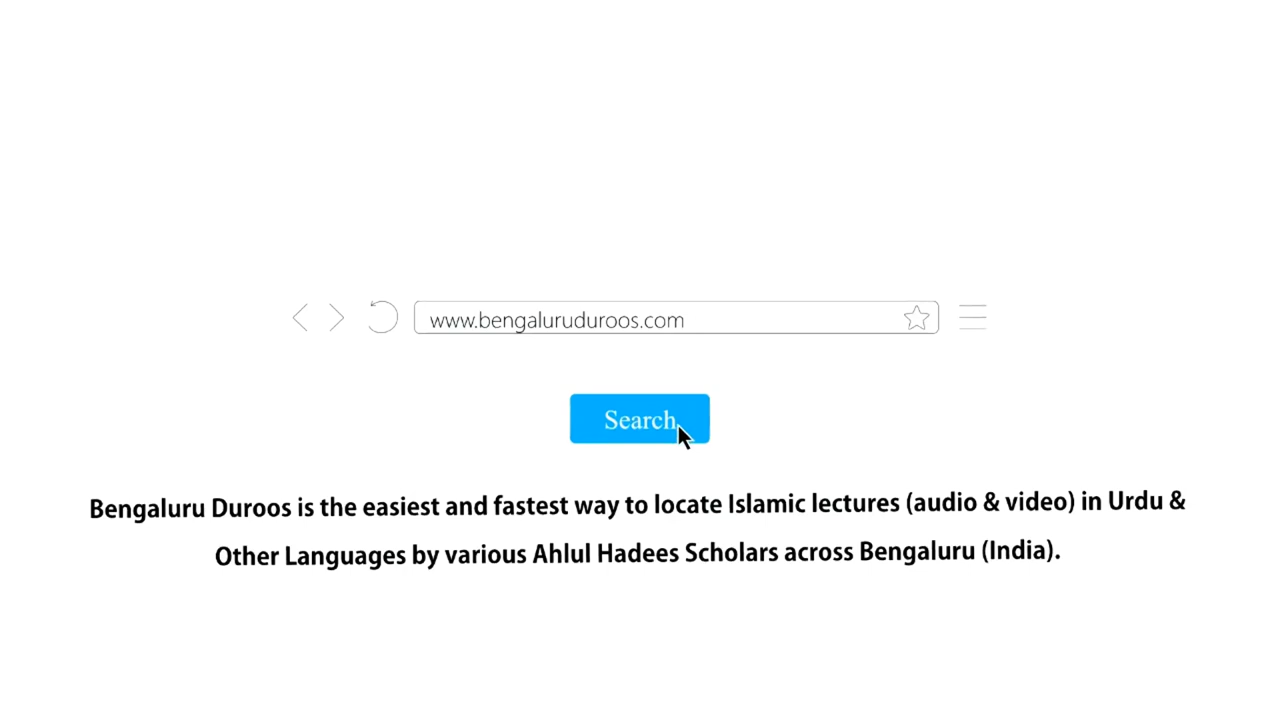 www.bengaluruduroos.com
Search
Bengaluru Duroos is the easiest and fastest way to locate Islamic lectures (audio & video) in Urdu &
Other Languages by various Ahlul Hadees Scholars across Bengaluru (India).